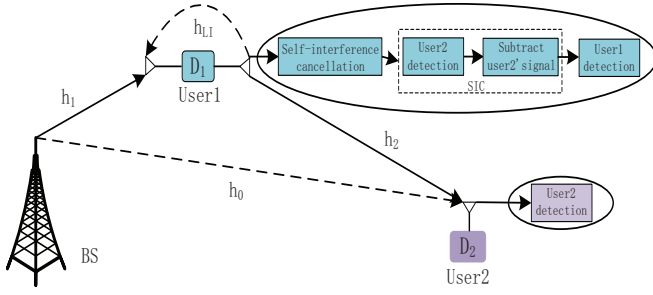 h_LI
Self-interference
cancellation
User2
detection
Subtract
user2'signal
User1
detection
SIC
D_1
User1
h_1
h_2
h_0
User2
detection
BS
D_2
User2